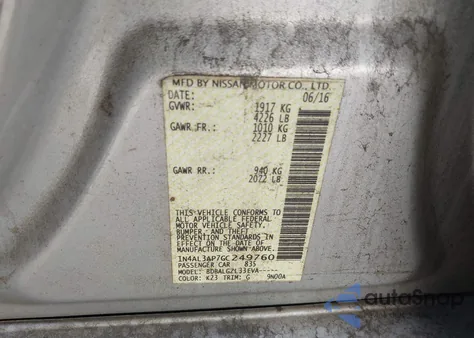 MFD BY NISSAN MOTOR CO., LTD.
DATE: 06/16
GVWR: 1917 KG
4226 LB
GAWR FR.: 1010 KG
2227 LB
GAWR RR.: 940 KG
2072 LB
THIS VEHICLE CONFORMS TO
ALL APPLICABLE FEDERAL
MOTOR VEHICLE SAFETY,
BUMPER, AND THEFT
PREVENTION STANDARDS IN
EFFECT ON THE DATE OF
MANUFACTURE SHOWN ABOVE.
1N4AL3AP7GC249760
PASSENGER CAR 835
MODEL: BDBALGZL33EVA-----
COLOR: K23 TRIM: G 9N00A
autosnap